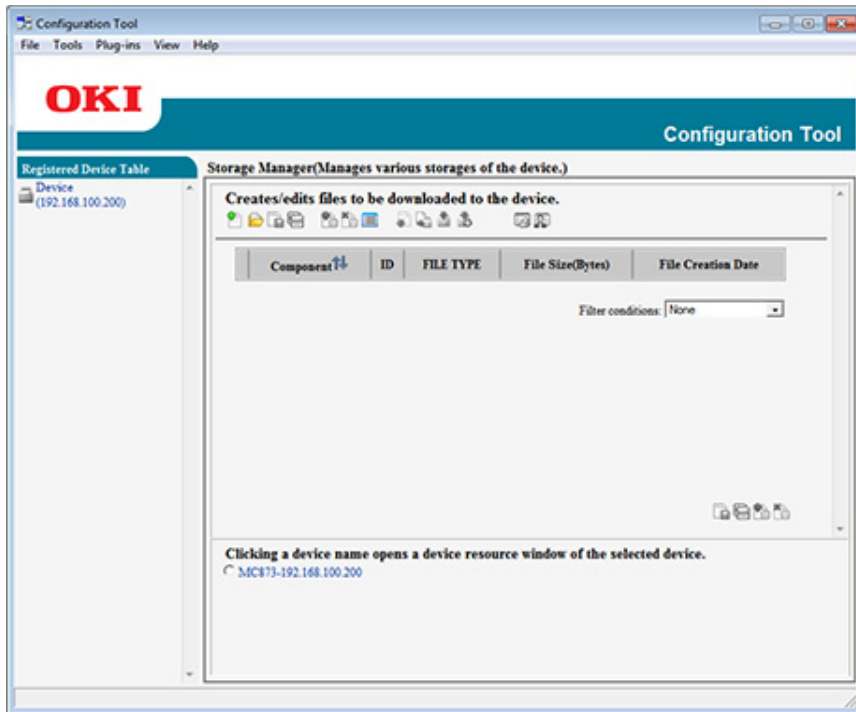 Configuration Tool
File Tools Plug-ins View Help
OKI
Configuration Tool
Registered Device Table
Device
(192.168.100.200)
Storage Manager(Manages various storages of the device.)
Creates/edits files to be downloaded to the device.
Component ID FILE TYPE File Size(Bytes) File Creation Date
Filter conditions: None
Clicking a device name opens a device resource window of the selected device.
MC873-192.168.100.200